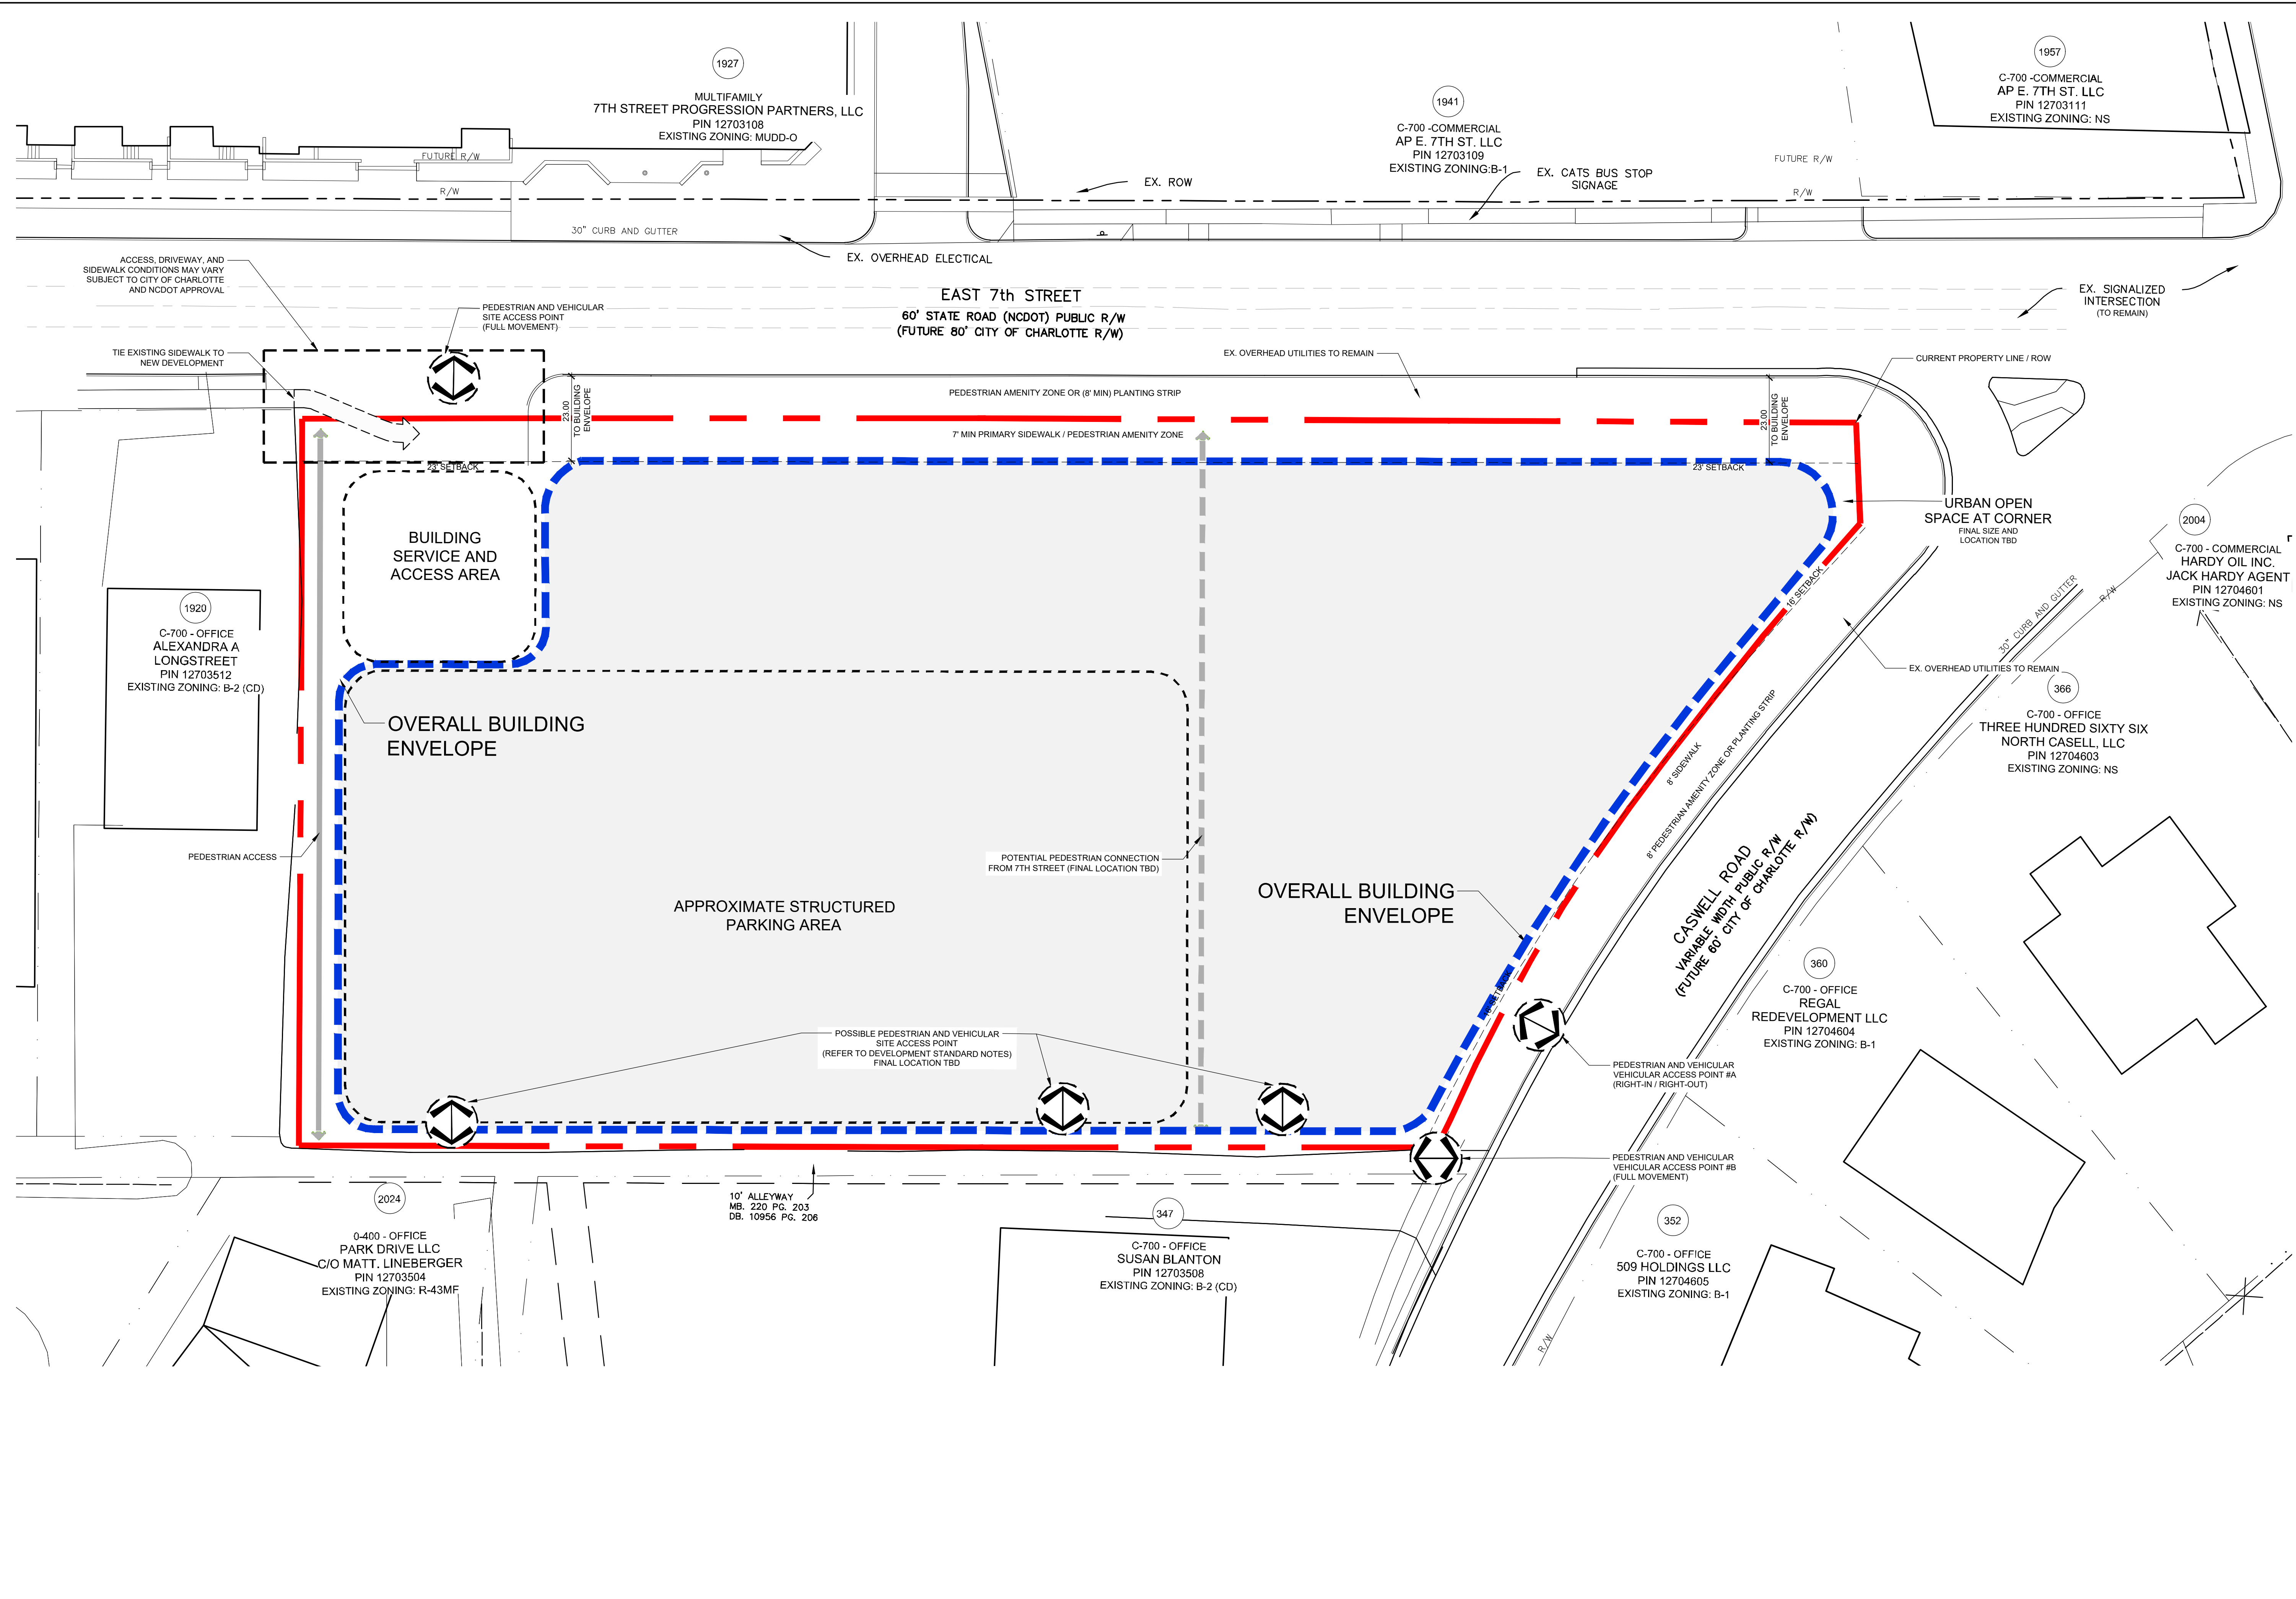 1927
MULTIFAMILY
7TH STREET PROGRESSION PARTNERS, LLC
PIN 12703108
EXISTING ZONING: MUDD-O
1941
C-700 -COMMERCIAL
AP E. 7TH ST. LLC
PIN 12703109
EXISTING ZONING:B-1
1957
C-700 -COMMERCIAL
AP E. 7TH ST. LLC
PIN 12703111
EXISTING ZONING: NS
FUTURE R/W
R/W
EX. ROW
EX. CATS BUS STOP
SIGNAGE
FUTURE R/W
R/W
30" CURB AND GUTTER
EX. OVERHEAD ELECTICAL
ACCESS, DRIVEWAY, AND
SIDEWALK CONDITIONS MAY VARY
SUBJECT TO CITY OF CHARLOTTE
AND NCDOT APPROVAL
PEDESTRIAN AND VEHICULAR
SITE ACCESS POINT
(FULL MOVEMENT)
EAST 7th STREET
60' STATE ROAD (NCDOT) PUBLIC R/W
(FUTURE 80' CITY OF CHARLOTTE R/W)
EX. SIGNALIZED
INTERSECTION
(TO REMAIN)
TIE EXISTING SIDEWALK TO
NEW DEVELOPMENT
EX. OVERHEAD UTILITIES TO REMAIN
CURRENT PROPERTY LINE / ROW
23.00
TO BUILDING
ENVELOPE
PEDESTRIAN AMENITY ZONE OR (8' MIN) PLANTING STRIP
23.00
TO BUILDING
ENVELOPE
7' MIN PRIMARY SIDEWALK / PEDESTRIAN AMENITY ZONE
23' SETBACK
23' SETBACK
URBAN OPEN
SPACE AT CORNER
FINAL SIZE AND
LOCATION TBD
2004
C-700 - COMMERCIAL
HARDY OIL INC.
JACK HARDY AGENT
PIN 12704601
EXISTING ZONING: NS
BUILDING
SERVICE AND
ACCESS AREA
16' SETBACK
30" CURB AND GUTTER
R/W
1920
C-700 - OFFICE
ALEXANDRA A
LONGSTREET
PIN 12703512
EXISTING ZONING: B-2 (CD)
EX. OVERHEAD UTILITIES TO REMAIN
366
C-700 - OFFICE
THREE HUNDRED SIXTY SIX
NORTH CASELL, LLC
PIN 12704603
EXISTING ZONING: NS
OVERALL BUILDING
ENVELOPE
8' SIDEWALK
8' PEDESTRIAN AMENITY ZONE OR PLANTING STRIP
PEDESTRIAN ACCESS
POTENTIAL PEDESTRIAN CONNECTION
FROM 7TH STREET (FINAL LOCATION TBD)
OVERALL BUILDING
ENVELOPE
APPROXIMATE STRUCTURED
PARKING AREA
CASWELL ROAD
VARIABLE WIDTH PUBLIC R/W
(FUTURE 60' CITY OF CHARLOTTE R/W)
360
C-700 - OFFICE
REGAL
REDEVELOPMENT LLC
PIN 12704604
EXISTING ZONING: B-1
16' SETBACK
POSSIBLE PEDESTRIAN AND VEHICULAR
SITE ACCESS POINT
(REFER TO DEVELOPMENT STANDARD NOTES)
FINAL LOCATION TBD
PEDESTRIAN AND VEHICULAR
VEHICULAR ACCESS POINT #A
(RIGHT-IN / RIGHT-OUT)
PEDESTRIAN AND VEHICULAR
VEHICULAR ACCESS POINT #B
(FULL MOVEMENT)
10' ALLEYWAY
MB. 220 PG. 203
DB. 10956 PG. 206
2024
0-400 - OFFICE
PARK DRIVE LLC
C/O MATT. LINEBERGER
PIN 12703504
EXISTING ZONING: R-43MF
347
C-700 - OFFICE
SUSAN BLANTON
PIN 12703508
EXISTING ZONING: B-2 (CD)
352
C-700 - OFFICE
509 HOLDINGS LLC
PIN 12704605
EXISTING ZONING: B-1
R/W